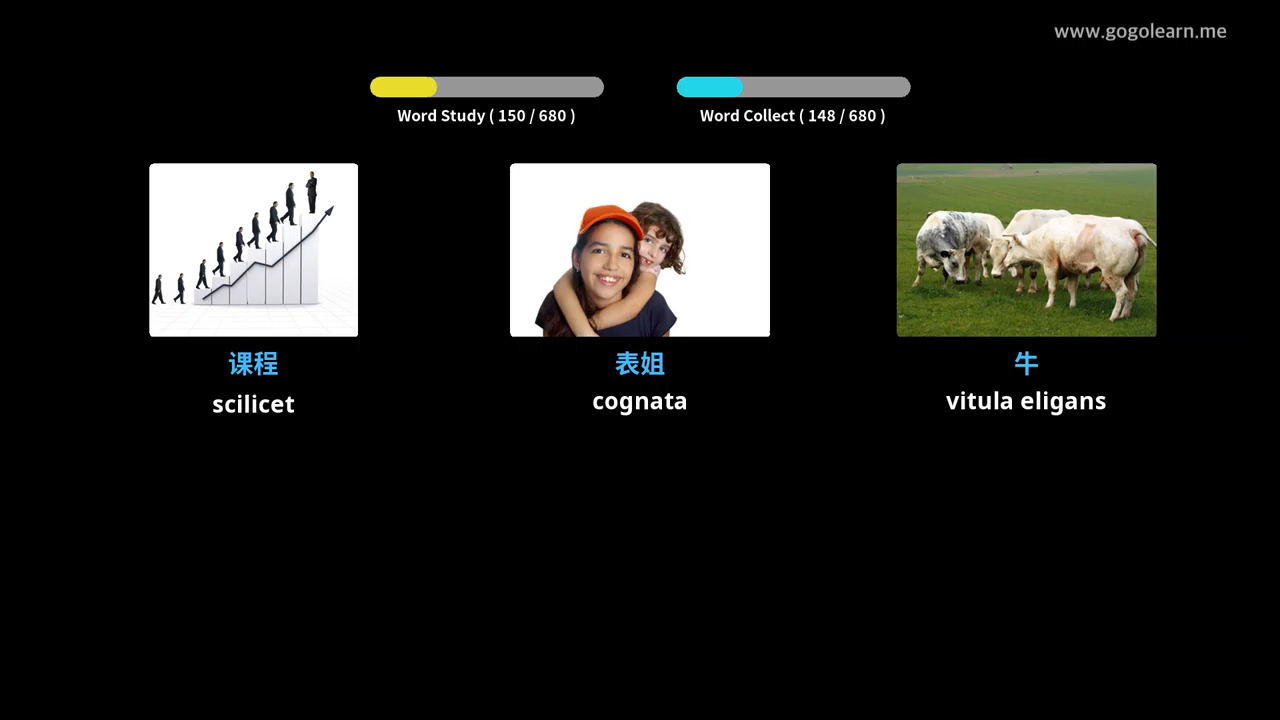 www.gogolearn.me
Word Study ( 150 / 680 )
Word Collect ( 148 / 680 )
课程
scilicet
表姐
cognata
牛
vitula eligans